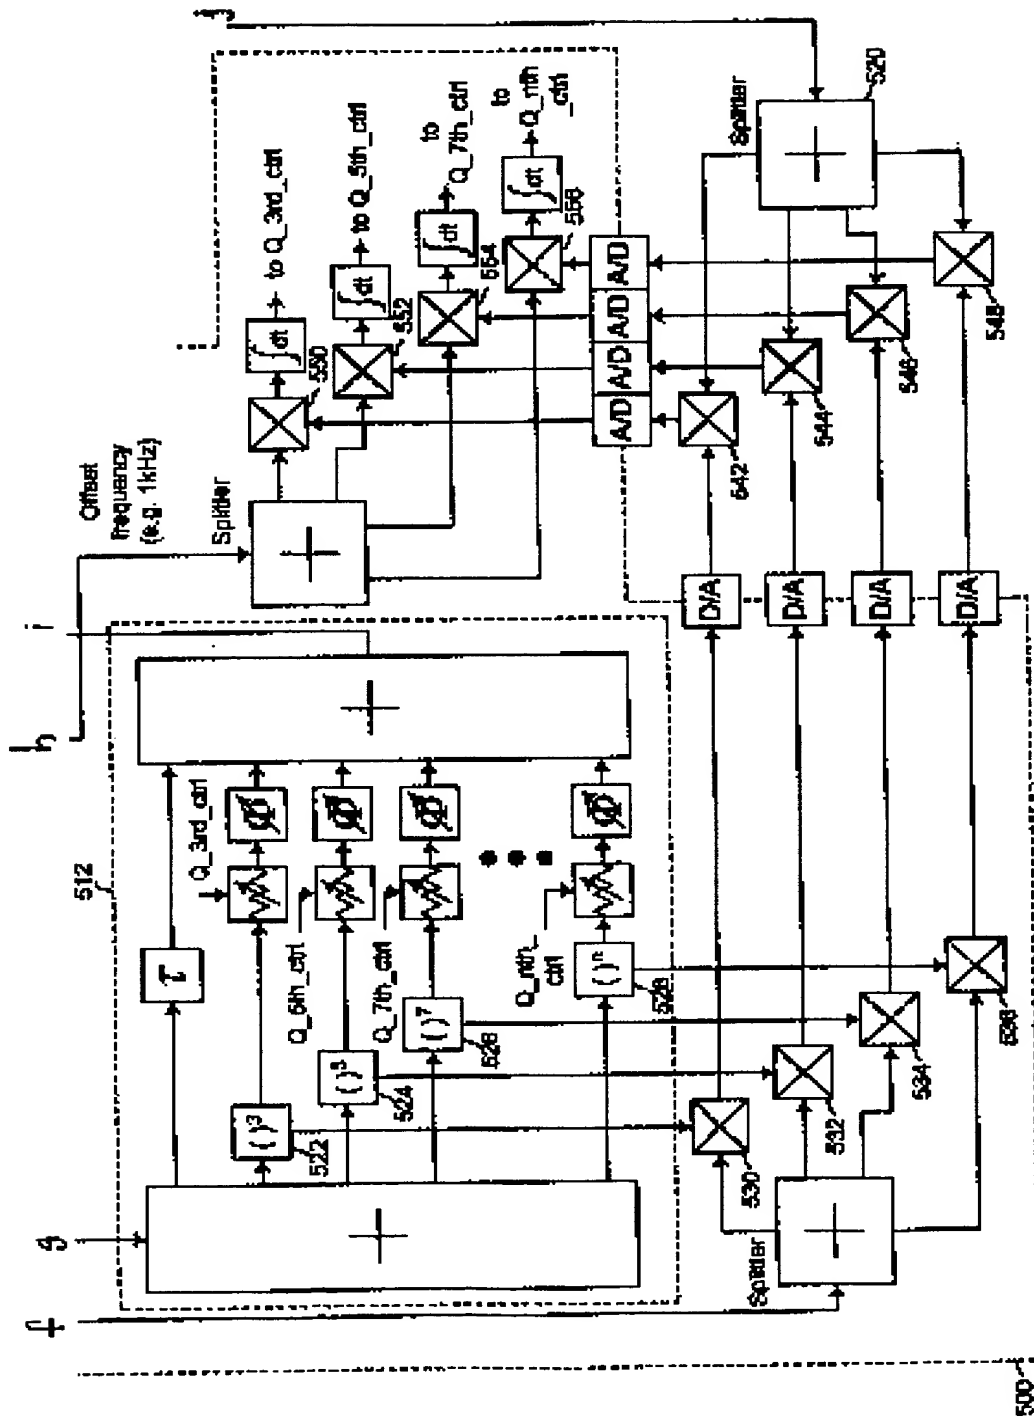 f
g
h
i
j
512
τ
Q_3rd_ctrl
Q_5th_ctrl
Q_7th_ctrl
Q_nth_ctrl
Φ
Φ
Φ
Φ
( )³
522
( )⁵
524
( )⁷
526
( )ⁿ
528
Offset
frequency
(e.g. 1kHz)
Splitter
550
552
554
556
∫dt
∫dt
∫dt
∫dt
to Q_3rd_ctrl
to Q_5th_ctrl
to
Q_7th_ctrl
to
Q_nth
_ctrl
A/D
A/D
A/D
A/D
D/A
D/A
D/A
D/A
Splitter
520
542
544
546
548
Splitter
530
532
534
536
500